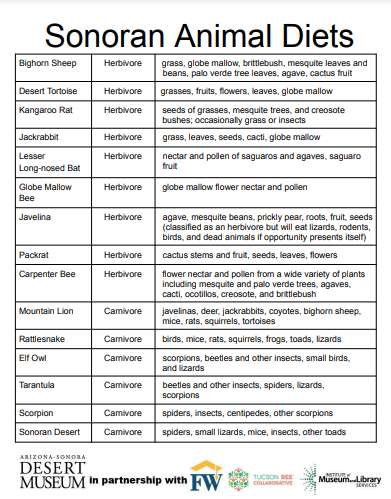 Sonoran Animal Diets
Bighorn Sheep Herbivore grass, globe mallow, brittlebush, mesquite leaves and
beans, palo verde tree leaves, agave, cactus fruit
Desert Tortoise Herbivore grasses, fruits, flowers, leaves, globe mallow
Kangaroo Rat Herbivore seeds of grasses, mesquite trees, and creosote
bushes; occasionally grass or insects
Jackrabbit Herbivore grass, leaves, seeds, cacti, globe mallow
Lesser Herbivore nectar and pollen of saguaros and agaves, saguaro
Long-nosed Bat fruit
Globe Mallow Herbivore globe mallow flower nectar and pollen
Bee
Javelina Herbivore agave, mesquite beans, prickly pear, roots, fruit, seeds
(classified as an herbivore but will eat lizards, rodents,
birds, and dead animals if opportunity presents itself)
Packrat Herbivore cactus stems and fruit, seeds, leaves, flowers
Carpenter Bee Herbivore flower nectar and pollen from a wide variety of plants
including mesquite and palo verde trees, agaves,
cacti, ocotillos, creosote, and brittlebush
Mountain Lion Carnivore javelinas, deer, jackrabbits, coyotes, bighorn sheep,
mice, rats, squirrels, tortoises
Rattlesnake Carnivore birds, mice, rats, squirrels, frogs, toads, lizards
Elf Owl Carnivore scorpions, beetles and other insects, small birds,
and lizards
Tarantula Carnivore beetles and other insects, spiders, lizards,
scorpions
Scorpion Carnivore spiders, insects, centipedes, other scorpions
Sonoran Desert Carnivore spiders, small lizards, mice, insects, other toads
ARIZONA-SONORA
DESERT
MUSEUM
in partnership with
FW
TUCSON BEE
COLLABORATIVE
INSTITUTE of
Museum and Library
SERVICES